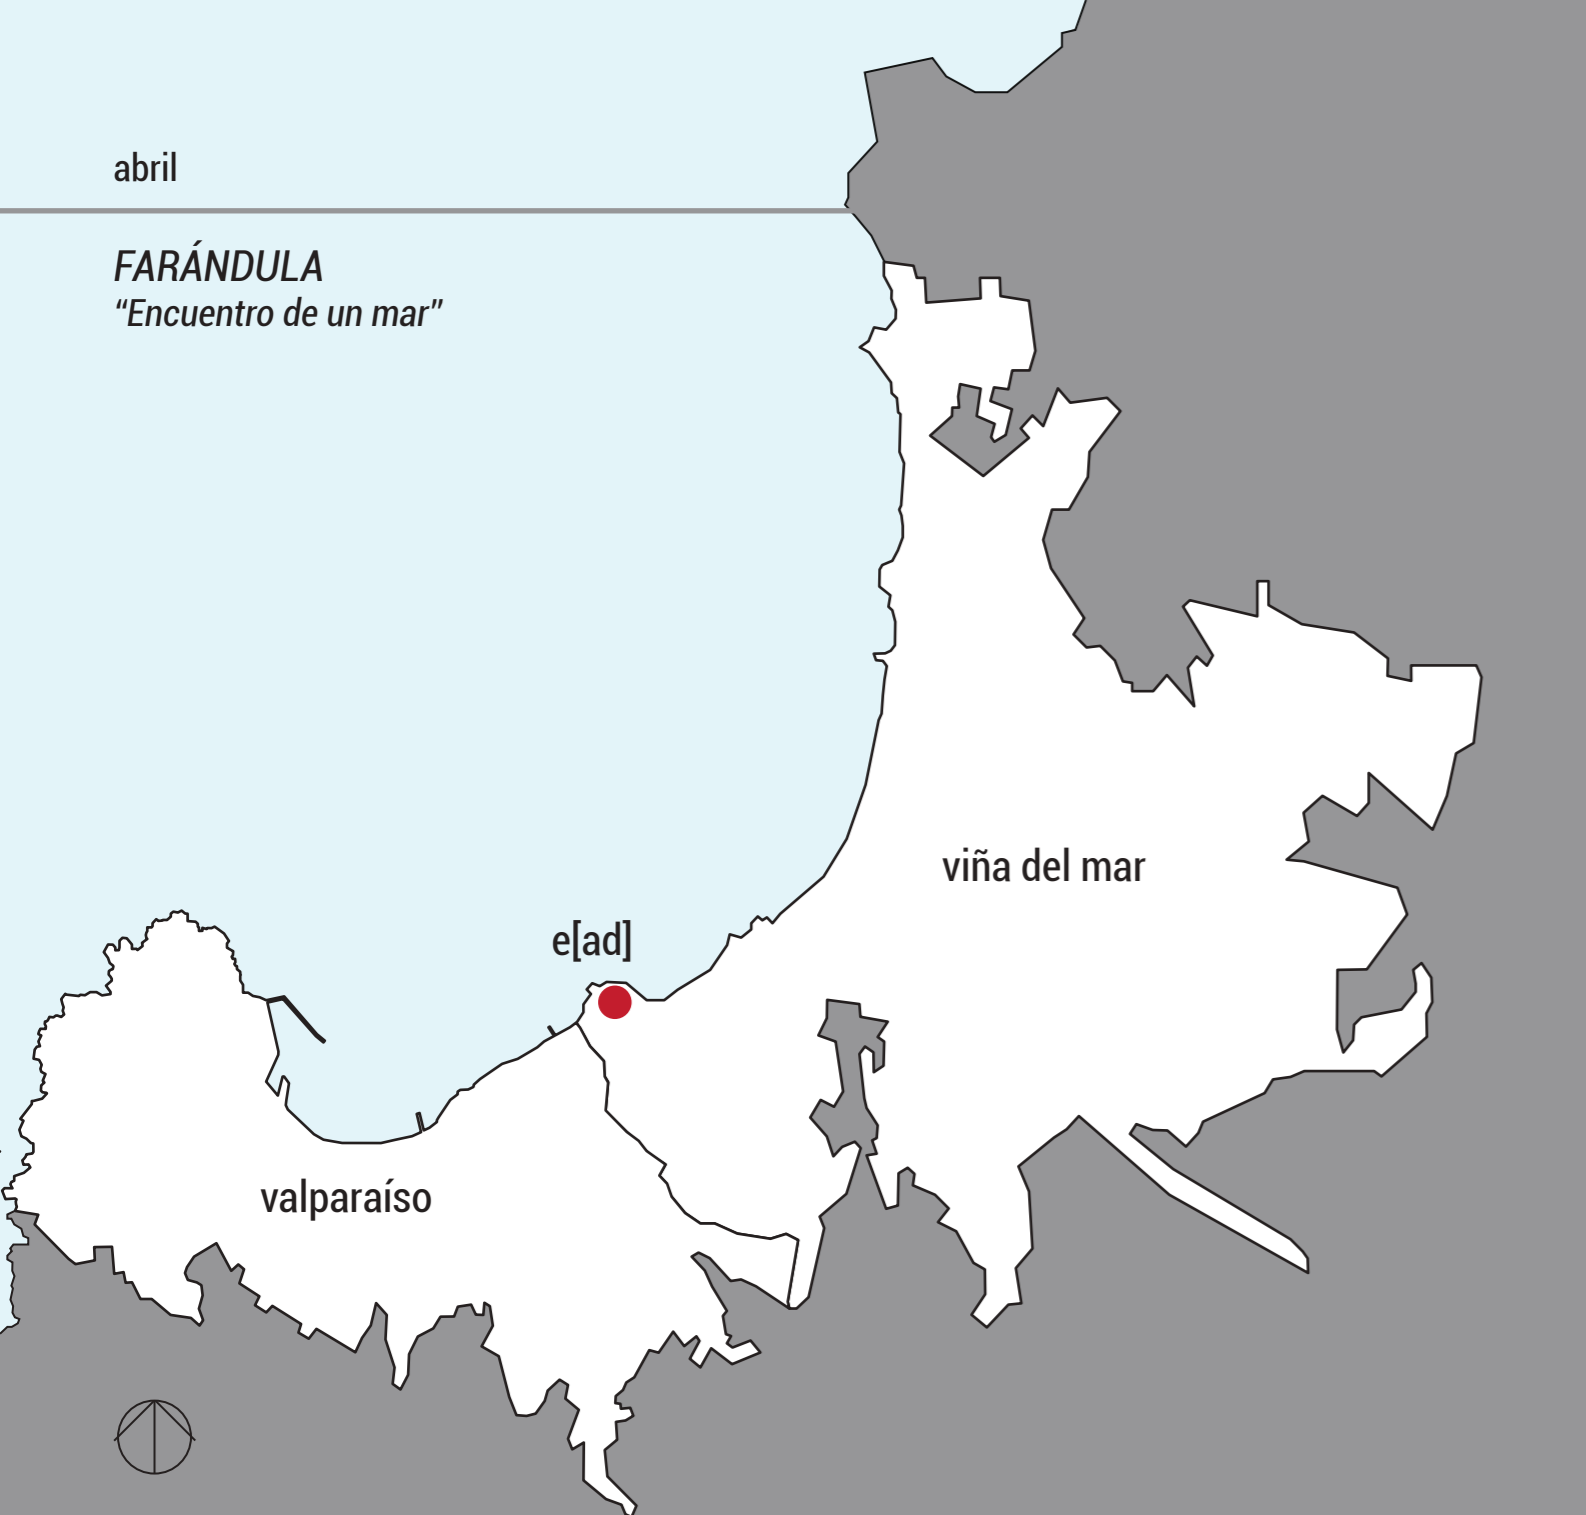 abril
FARÁNDULA
“Encuentro de un mar”
viña del mar
e[ad]
valparaíso